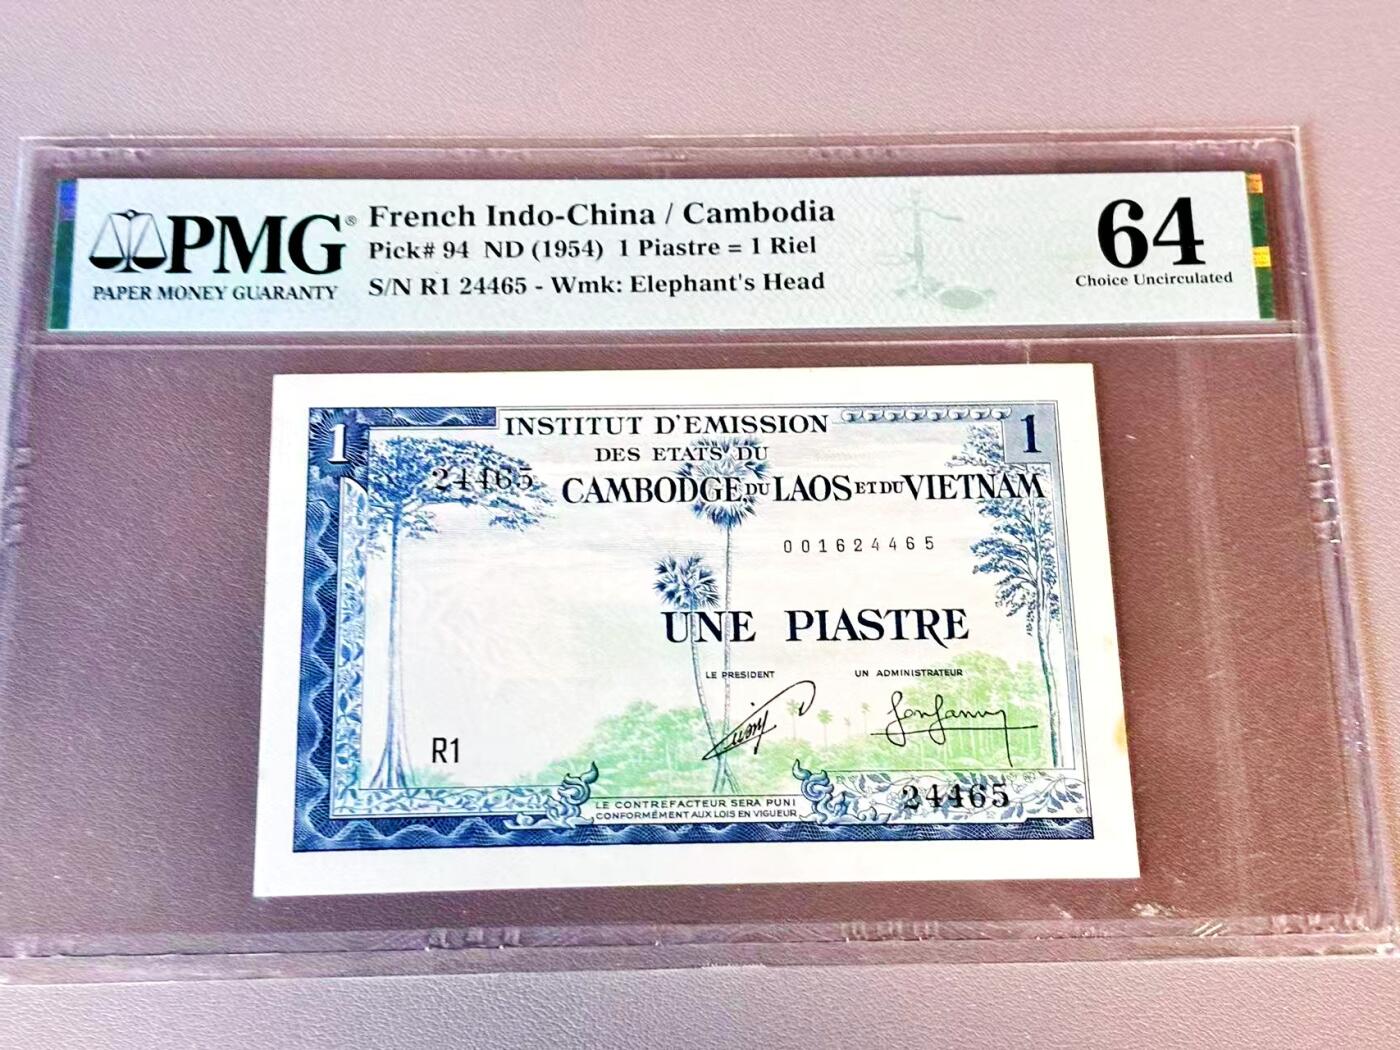 PMG®
PAPER MONEY GUARANTY
French Indo-China / Cambodia
Pick# 94 ND (1954) 1 Piastre = 1 Riel
S/N R1 24465 - Wmk: Elephant's Head
64
Choice Uncirculated
1
INSTITUT D'EMISSION
1
DES ETATS DU
24465
CAMBODGE, DU LAOS ET DU VIETNAM
001624465
UNE PIASTRE
LE PRESIDENT
UN ADMINISTRATEUR
R1
24465
LE CONTREFACTEUR SERA PUNI
CONFORMÉMENT AUX LOIS EN VIGUEUR